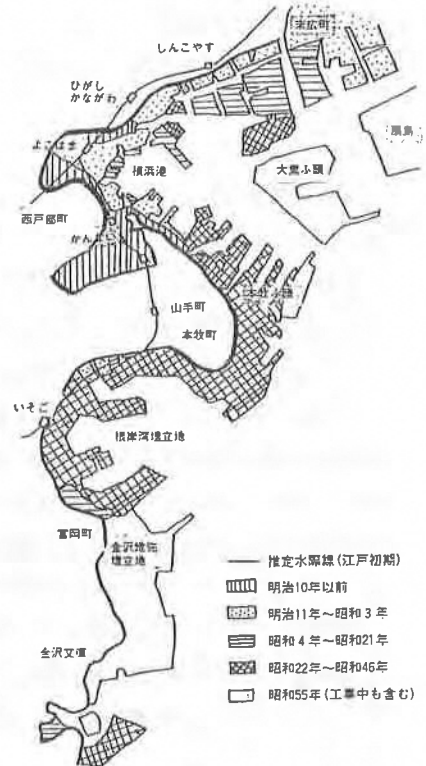 末広町
しんこやす
ひがし
かながわ
扇島
よこはま
横浜港
大黒ふ頭
西戸部町
かんない
本牧ふ頭
山手町
本牧町
いそご
根岸湾埋立地
富岡町
金沢地先
埋立地
金沢文庫
推定水際線(江戸初期)
明治10年以前
明治11年~昭和3年
昭和4年~昭和21年
昭和22年~昭和46年
昭和55年(工事中も含む)